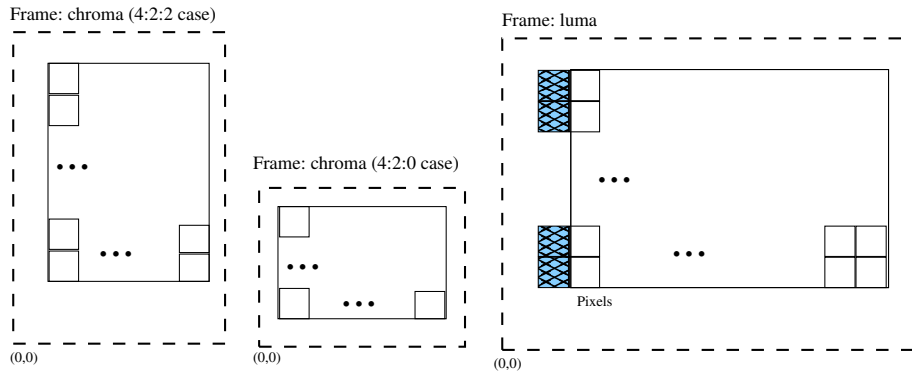 Frame: chroma (4:2:2 case)
Frame: luma
Frame: chroma (4:2:0 case)
Pixels
(0,0)
(0,0)
(0,0)